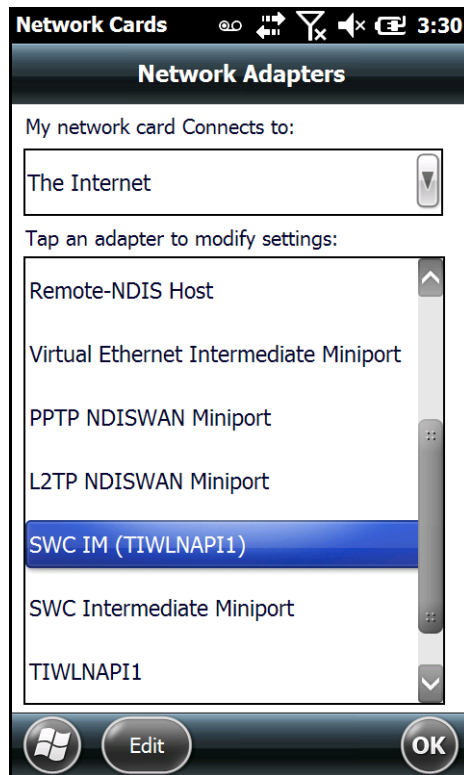 Network Cards 3:30
Network Adapters
My network card Connects to:
The Internet
Tap an adapter to modify settings:
Remote-NDIS Host
Virtual Ethernet Intermediate Miniport
PPTP NDISWAN Miniport
L2TP NDISWAN Miniport
SWC IM (TIWLNAPI1)
SWC Intermediate Miniport
TIWLNAPI1
Edit OK